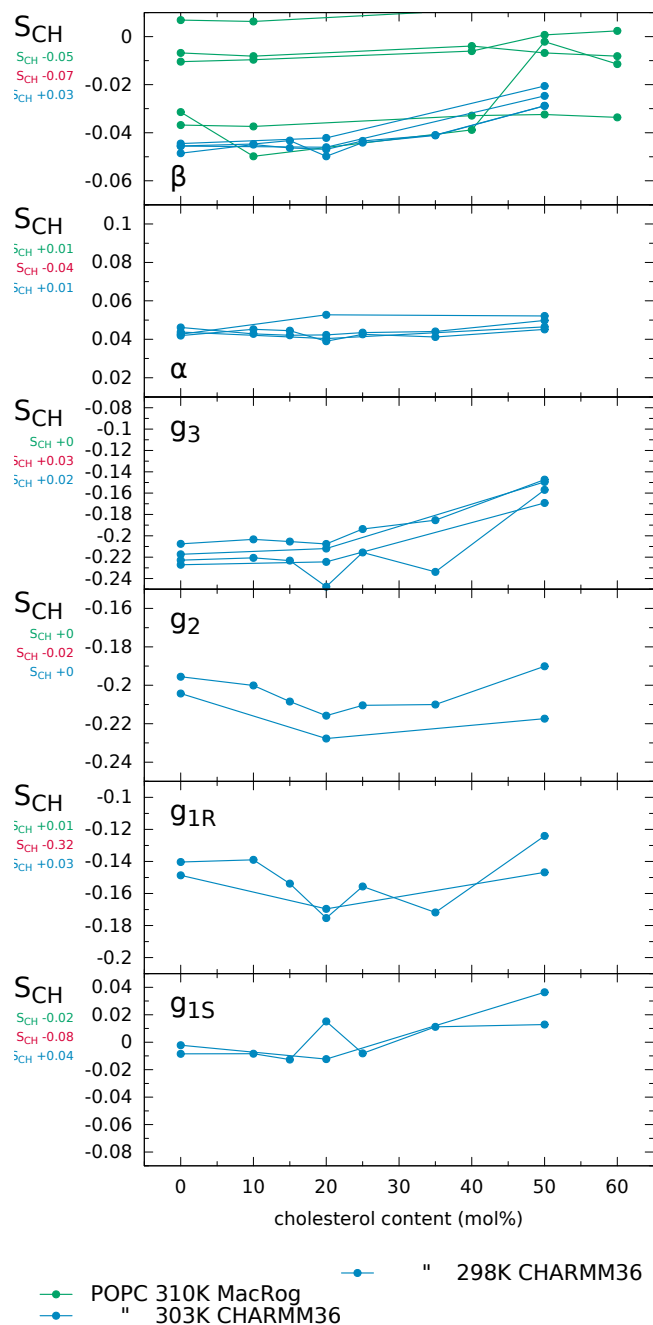 S_CH
S_CH -0.05
S_CH -0.07
S_CH +0.03
0
-0.02
-0.04
-0.06
β
S_CH
S_CH +0.01
S_CH -0.04
S_CH +0.01
0.1
0.08
0.06
0.04
0.02
α
S_CH
S_CH +0
S_CH +0.03
S_CH +0.02
-0.08
-0.1
-0.12
-0.14
-0.16
-0.18
-0.2
-0.22
-0.24
g_3
S_CH
S_CH +0
S_CH -0.02
S_CH +0
-0.16
-0.18
-0.2
-0.22
-0.24
g_2
S_CH
S_CH +0.01
S_CH -0.32
S_CH +0.03
-0.1
-0.12
-0.14
-0.16
-0.18
-0.2
g_1R
S_CH
S_CH -0.02
S_CH -0.08
S_CH +0.04
0.04
0.02
0
-0.02
-0.04
-0.06
-0.08
g_1S
0 10 20 30 40 50 60
cholesterol content (mol%)
" 298K CHARMM36
POPC 310K MacRog
" 303K CHARMM36